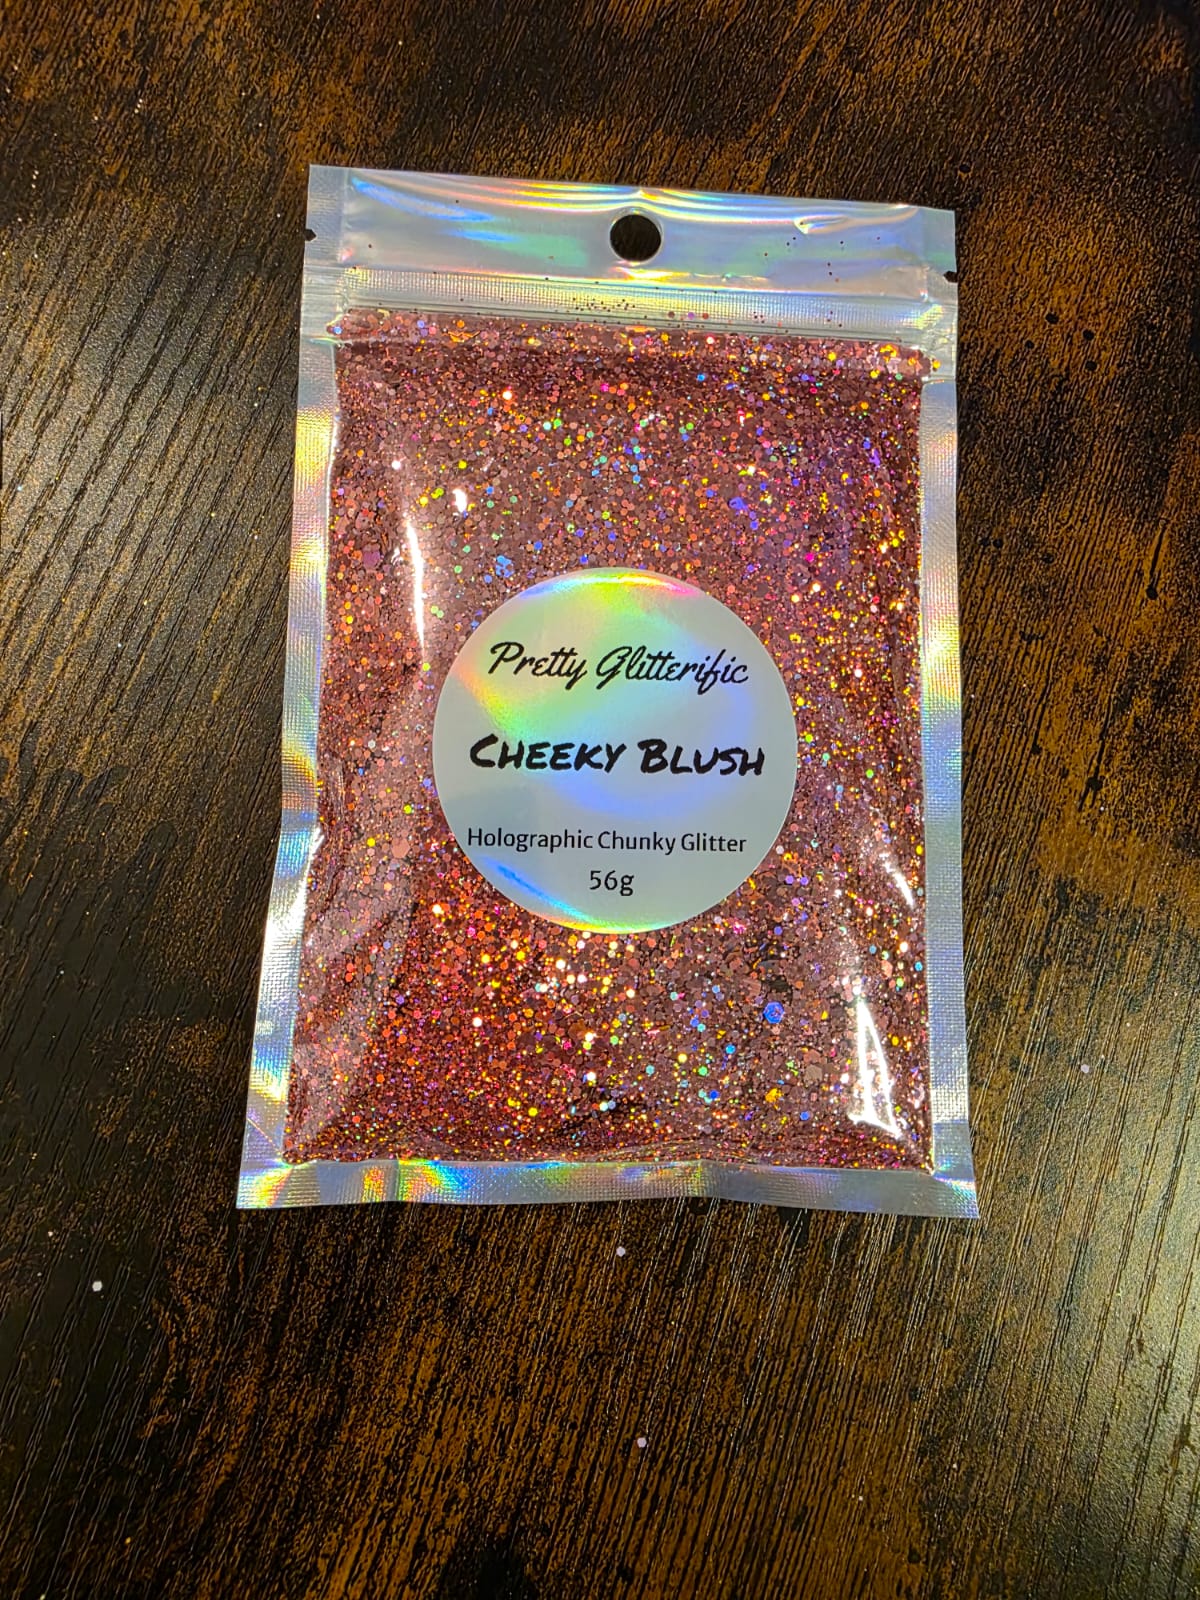 Pretty Glitterific
Cheeky Blush
Holographic Chunky Glitter
56g